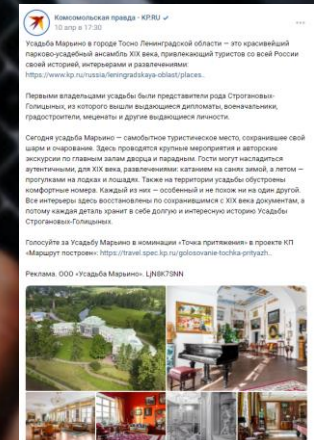 Комсомольская правда - KP.RU
10 апр в 17:30
Усадьба Марьино в городе Тосно Ленинградской области — это красивейший
парково-усадебный ансамбль XIX века, привлекающий туристов со всей России
своей историей, интерьерами и развлечениями:
https://www.kp.ru/russia/leningradskaya-oblast/places..
Первыми владельцами усадьбы были представители рода Строгановых-
Голицыных, из которого вышли выдающиеся дипломаты, военачальники,
градостроители, меценаты и другие выдающиеся личности.
Сегодня усадьба Марьино – самобытное туристическое место, сохранившее свой
шарм и очарование. Здесь проводятся крупные мероприятия и авторские
экскурсии по главным залам дворца и парадным. Гости могут насладиться
аутентичными, для XIX века, развлечениями: катанием на санях зимой, а летом —
прогулками на лодках и лошадях. Также на территории усадьбы обустроены
комфортные номера. Каждый из них — особенный и не похож ни на один другой.
Все интерьеры здесь восстановлены по сохранившимся с XIX века документам, а
потому каждая деталь хранит в себе долгую и интересную историю Усадьбы
Строгановых-Голицыных.
Голосуйте за Усадьбу Марьино в номинации «Точка притяжения» в проекте КП
«Маршрут построен»: https://travel.spec.kp.ru/golosovanie-tochka-prityazh..
Реклама. ООО «Усадьба Марьино». LjN8K7SNN